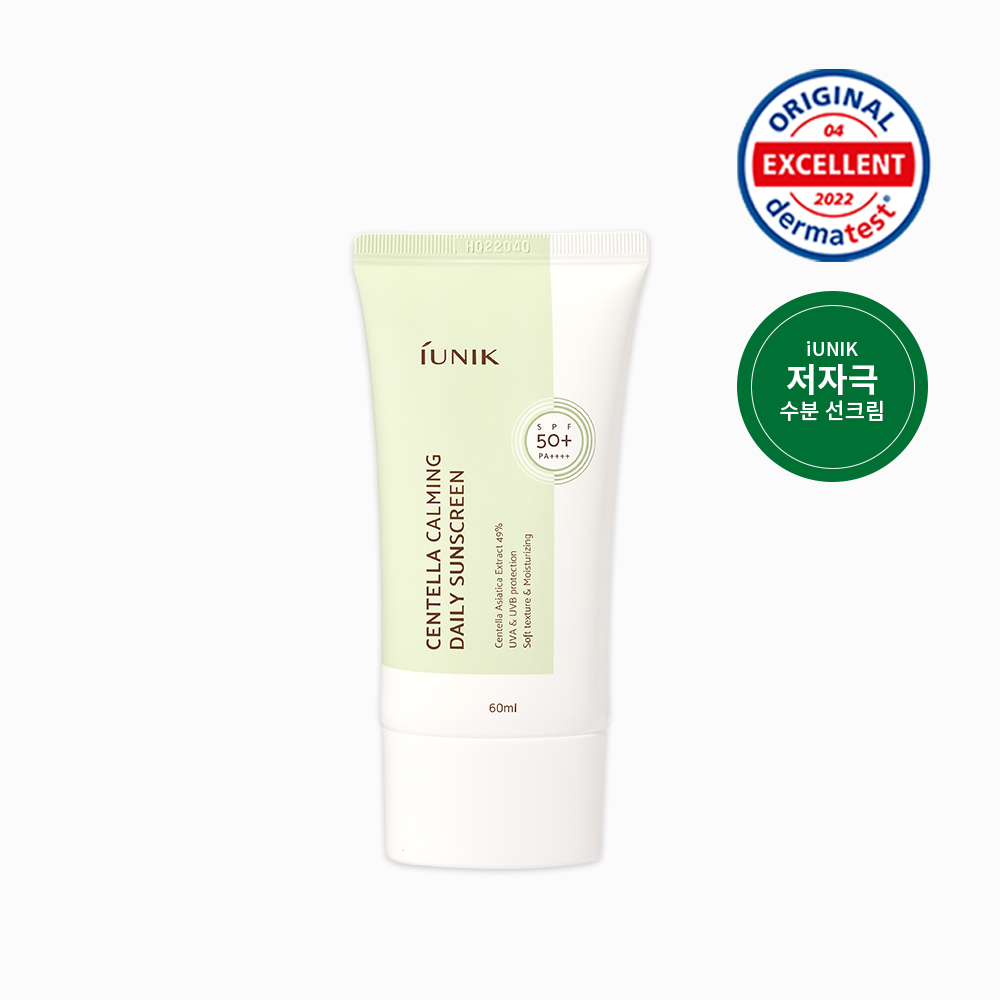 ORIGINAL
04
EXCELLENT
2022
dermatest®
iUNIK
저자극
수분 선크림
H022040
íUNIK
SPF
50+
PA++++
CENTELLA CALMING
DAILY SUNSCREEN
Centella Asiatica Extract 49%
UVA & UVB protection
Soft texture & Moisturizing
60ml